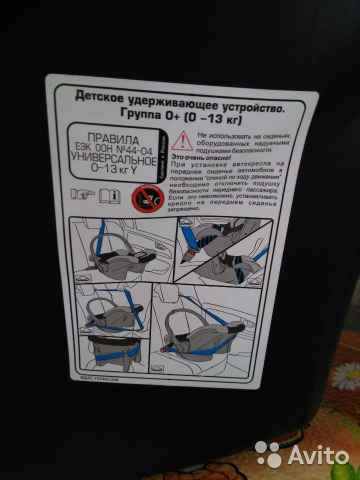 Детское удерживающее устройство.
Группа 0+ (0 –13 кг)
ПРАВИЛА
ЕЭК ООН №44-04
УНИВЕРСАЛЬНОЕ
0-13 кг Y
Сделано в России
Не использовать на сиденьях,
оборудованных надувными
подушками безопасности.
Это очень опасно!
При установке автокресла на
переднее сиденье автомобиля в
положении "спиной по ходу движения"
необходимо отключить подушку
безопасности переднего пассажира.
Если это невозможно, устанавливать
кресло на переднем сиденье
запрещено.
Avito